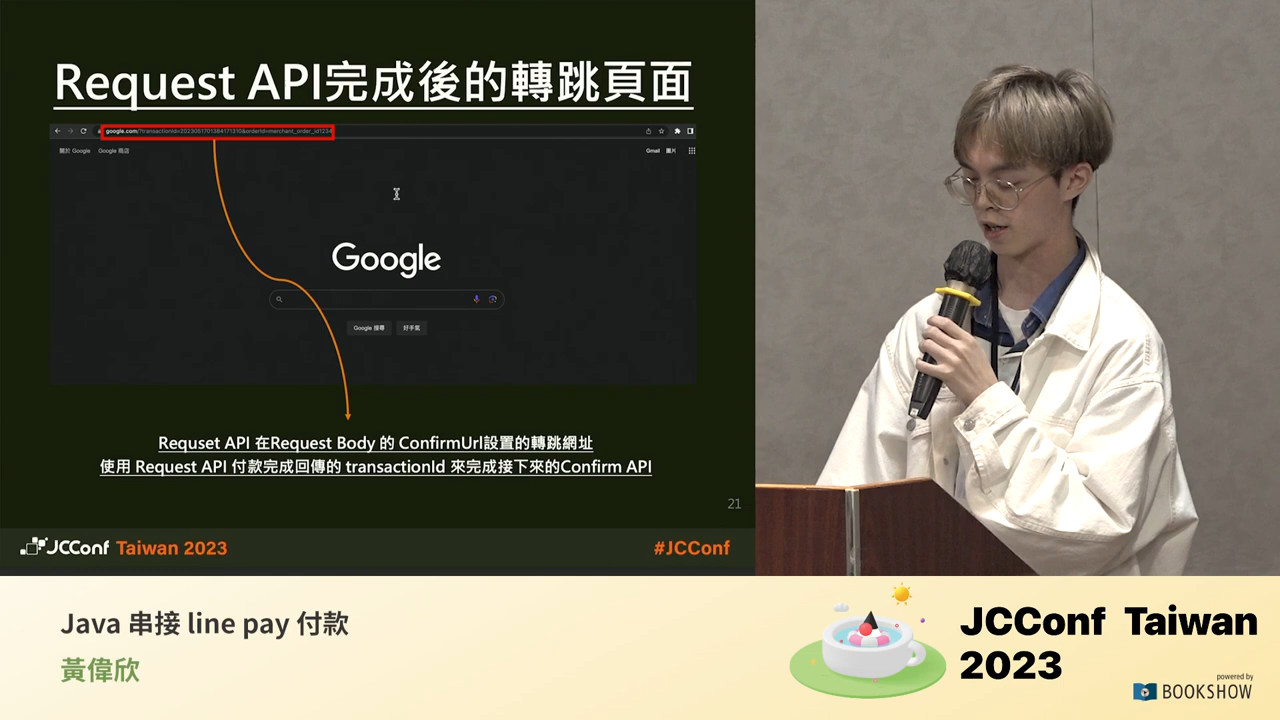 Request API完成後的轉跳頁面
google.com/?transactionId=2023051701384171310&orderId=merchant_order_id1234
關於 Google Google 商店
Gmail 圖片
Google
Google 搜尋 好手氣
Requset API 在Request Body 的 ConfirmUrl設置的轉跳網址
使用 Request API 付款完成回傳的 transactionId 來完成接下來的Confirm API
21
JCConf Taiwan 2023
#JCConf
Java 串接 line pay 付款
黃偉欣
JCConf Taiwan
2023
powered by
BOOKSHOW